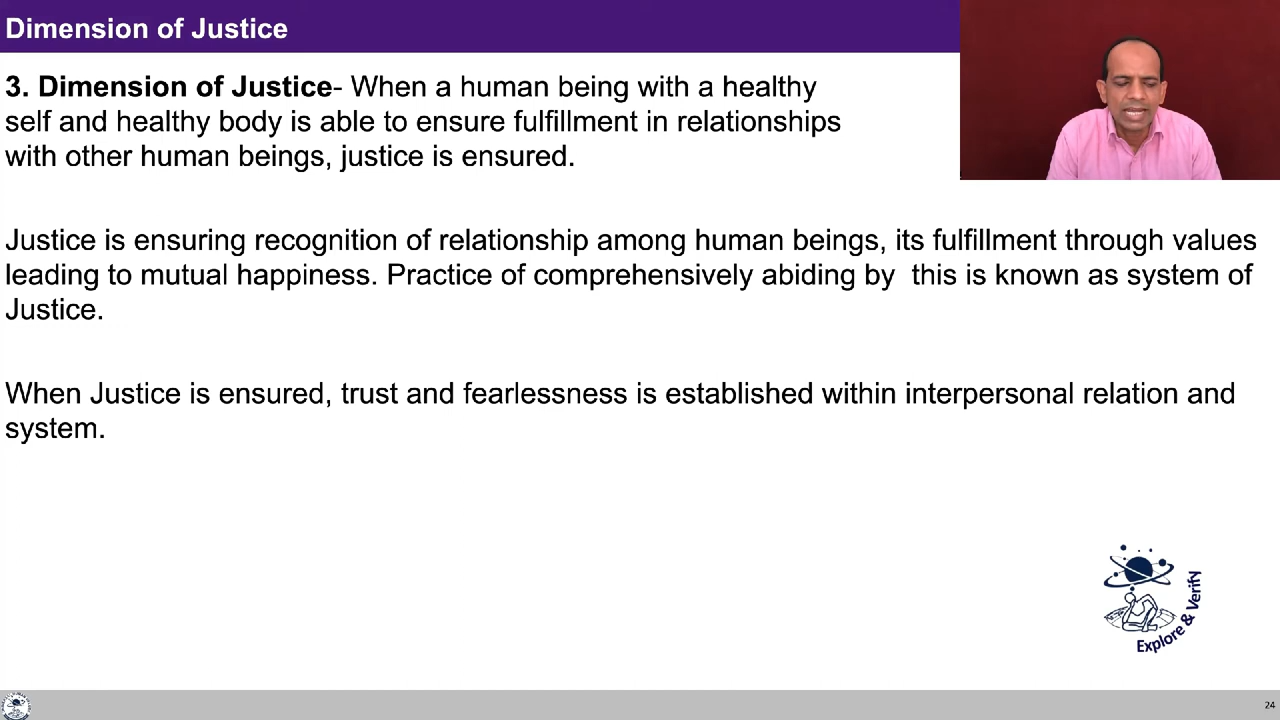 Dimension of Justice
3. Dimension of Justice- When a human being with a healthy
self and healthy body is able to ensure fulfillment in relationships
with other human beings, justice is ensured.
Justice is ensuring recognition of relationship among human beings, its fulfillment through values
leading to mutual happiness. Practice of comprehensively abiding by  this is known as system of
Justice.
When Justice is ensured, trust and fearlessness is established within interpersonal relation and
system.
Explore & Verify
24